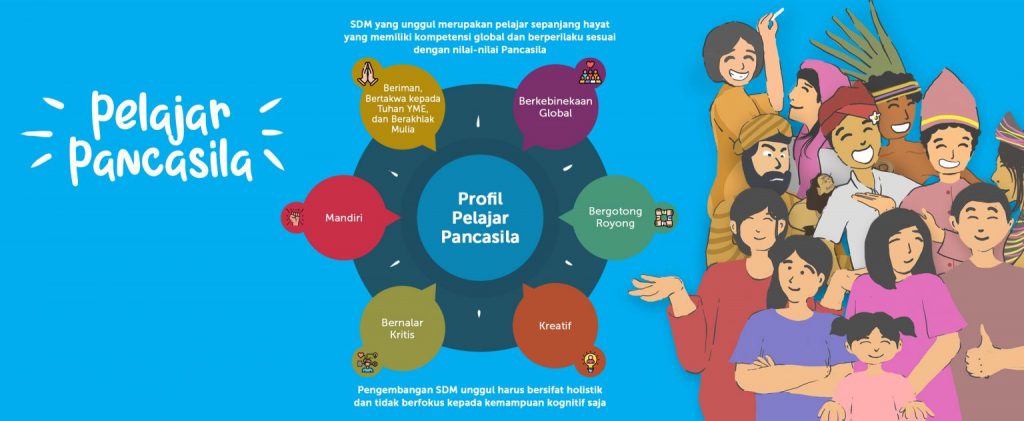 Pelajar
Pancasila
SDM yang unggul merupakan pelajar sepanjang hayat
yang memiliki kompetensi global dan berperilaku sesuai
dengan nilai-nilai Pancasila
Beriman,
Bertakwa kepada
Tuhan YME,
dan Berakhlak
Mulia
Berkebinekaan
Global
Mandiri
Profil
Pelajar
Pancasila
Bergotong
Royong
Bernalar
Kritis
Kreatif
Pengembangan SDM unggul harus bersifat holistik
dan tidak berfokus kepada kemampuan kognitif saja